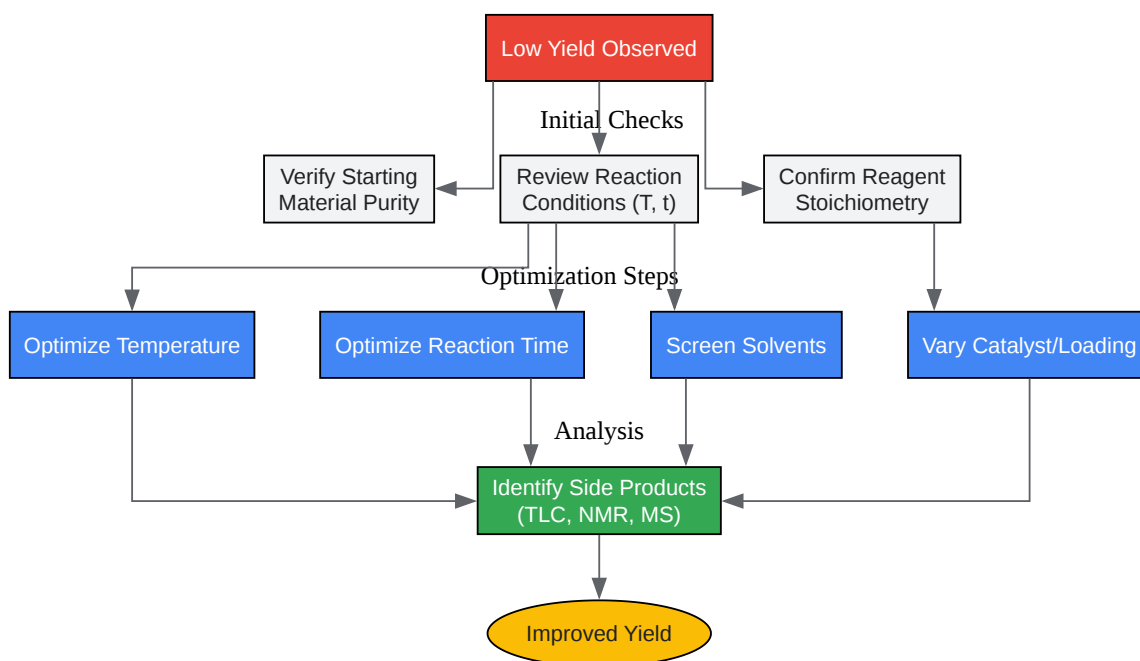 Low Yield Observed
Initial Checks
Verify Starting
Material Purity
Review Reaction
Conditions (T, t)
Confirm Reagent
Stoichiometry
Optimization Steps
Optimize Temperature
Optimize Reaction Time
Screen Solvents
Vary Catalyst/Loading
Analysis
Identify Side Products
(TLC, NMR, MS)
Improved Yield